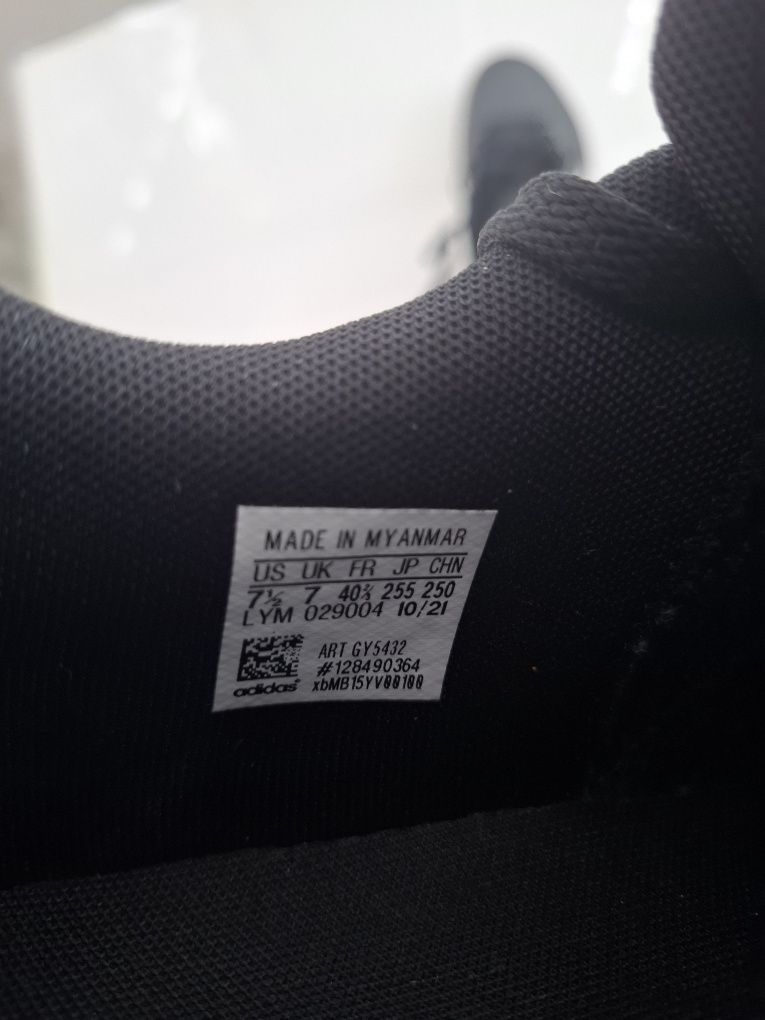 MADE IN MYANMAR
US UK FR JP CHN
7½ 7 40⅔ 255 250
LYM 029004 10/21
ART GY5432
#128490364
adidas xbMB15YV00100